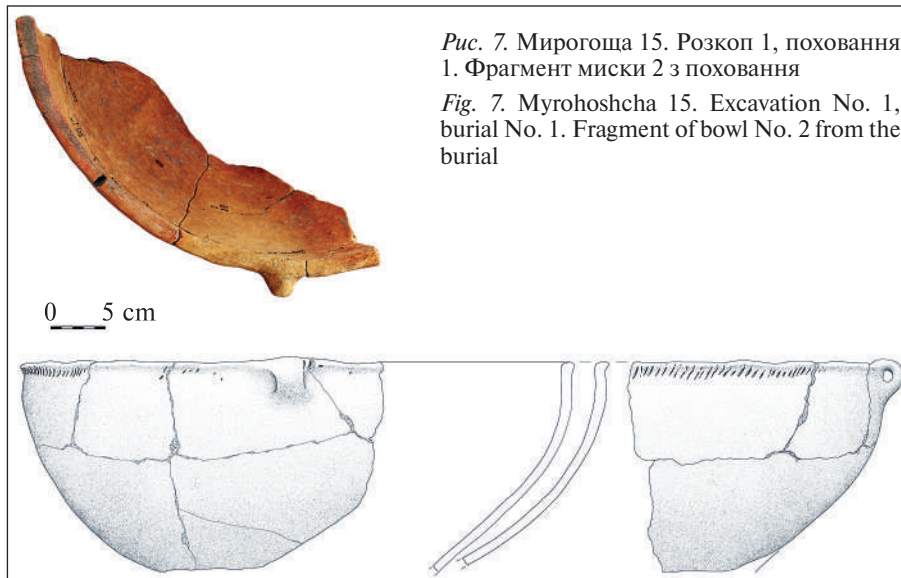 Рис. 7. Мирогоща 15. Розкоп 1, поховання
1. Фрагмент миски 2 з поховання
Fig. 7. Myrohoshcha 15. Excavation No. 1,
burial No. 1. Fragment of bowl No. 2 from the
burial
0 5 cm